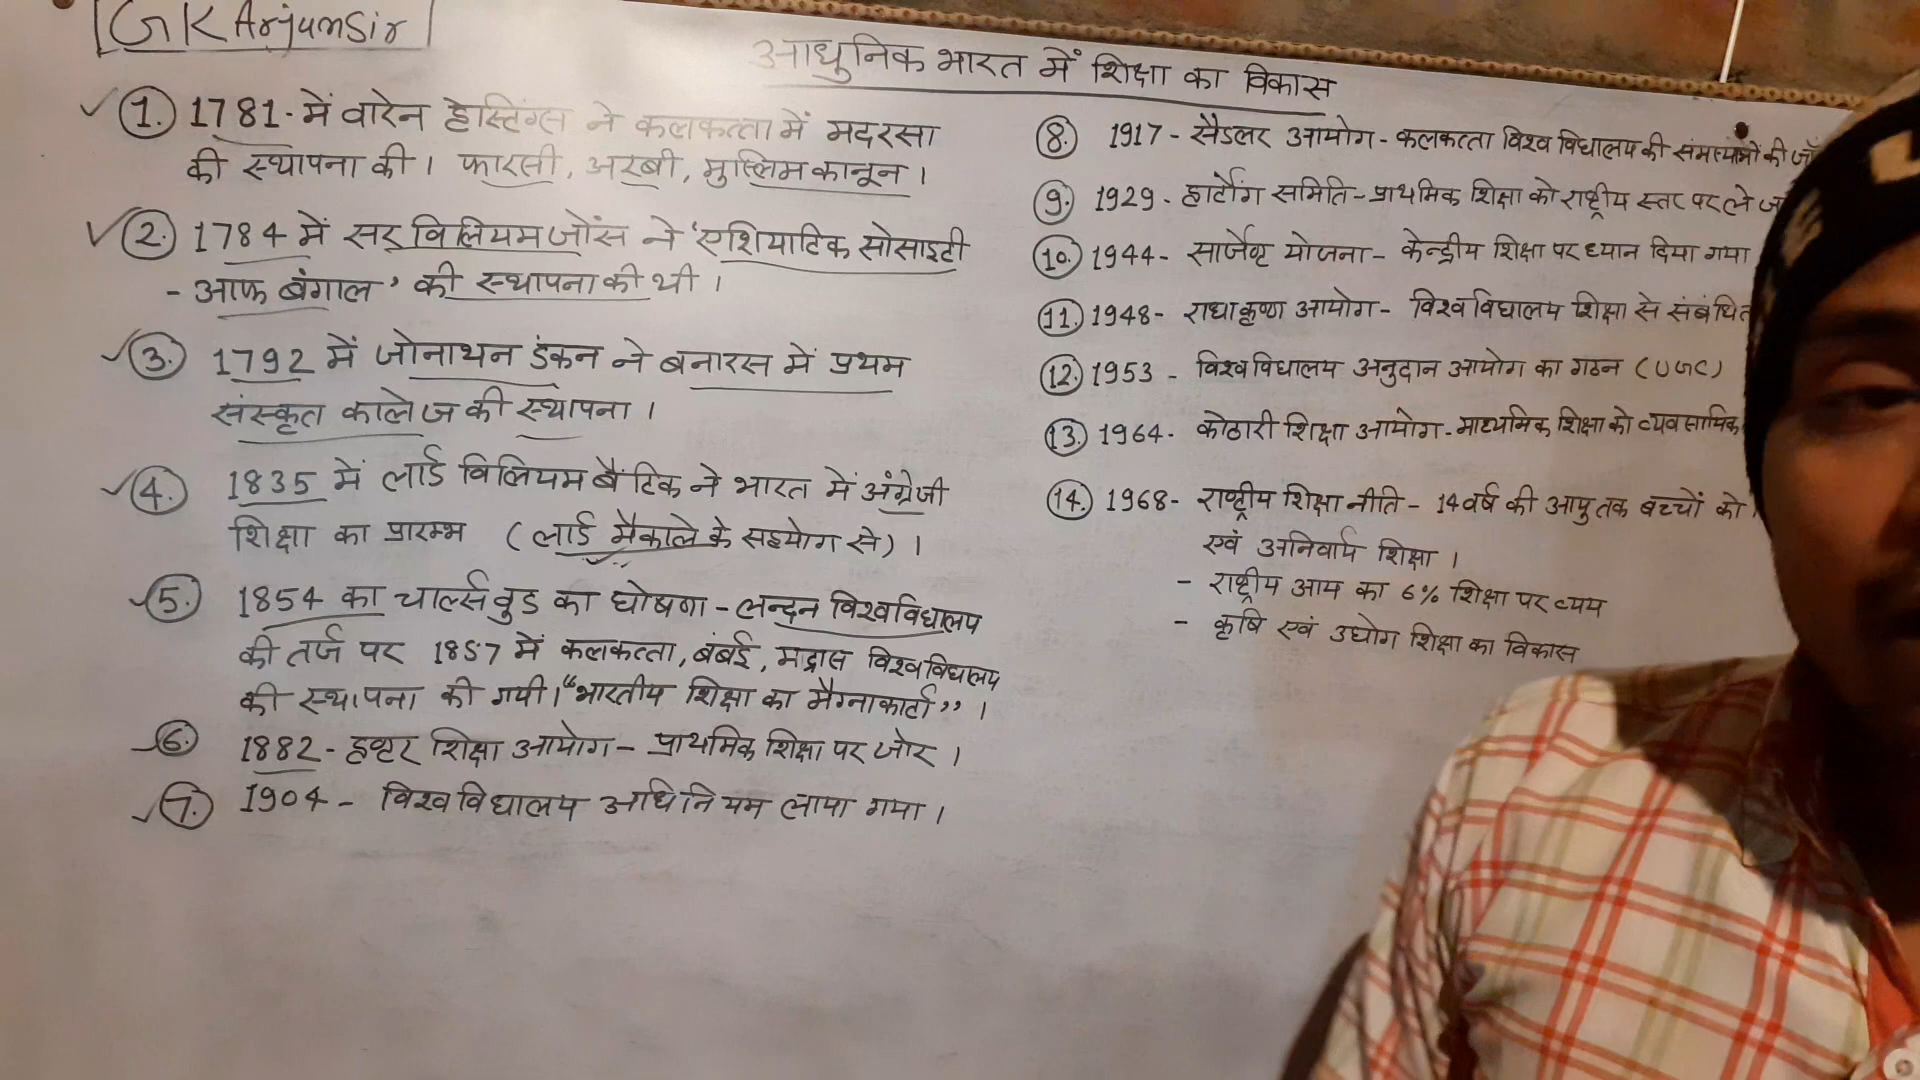 GK Arjunsir
आधुनिक भारत में शिक्षा का विकास
1. 1781 में वारेन हेस्टिंग्स ने कलकत्ता में मदरसा
की स्थापना की। फारसी, अरबी, मुस्लिम कानून।
2. 1784 में सर विलियम जोंस ने 'एशियाटिक सोसाइटी
- आफ बंगाल' की स्थापना की थी।
3. 1792 में जोनाथन डंकन ने बनारस में प्रथम
संस्कृत कालेज की स्थापना।
4. 1835 में लार्ड विलियम बैंटिक ने भारत में अंग्रेजी
शिक्षा का प्रारम्भ (लार्ड मैकाले के सहयोग से)।
5. 1854 का चार्ल्स वुड का घोषणा - लन्दन विश्वविद्यालय
की तर्ज पर 1857 में कलकत्ता, बंबई, मद्रास विश्वविद्यालय
की स्थापना की गयी। "भारतीय शिक्षा का मैग्नाकार्टा"।
6. 1882 - हण्टर शिक्षा आयोग - प्राथमिक शिक्षा पर जोर।
7. 1904 - विश्वविद्यालय अधिनियम लाया गया।
8. 1917 - सैडलर आयोग - कलकत्ता विश्वविद्यालय की समस्याओं की
9. 1929 - हार्टोग समिति - प्राथमिक शिक्षा को राष्ट्रीय स्तर पर ले
10. 1944 - सार्जेण्ट योजना - केन्द्रीय शिक्षा पर ध्यान दिया गया
11. 1948 - राधाकृष्ण आयोग - विश्वविद्यालय शिक्षा से संबंधित
12. 1953 - विश्वविद्यालय अनुदान आयोग का गठन (UGC)
13. 1964 - कोठारी शिक्षा आयोग - माध्यमिक शिक्षा को व्यवसायिक
14. 1968 - राष्ट्रीय शिक्षा नीति - 14 वर्ष की आयु तक बच्चों को
एवं अनिवार्य शिक्षा।
- राष्ट्रीय आय का 6% शिक्षा पर व्यय
- कृषि एवं उद्योग शिक्षा का विकास